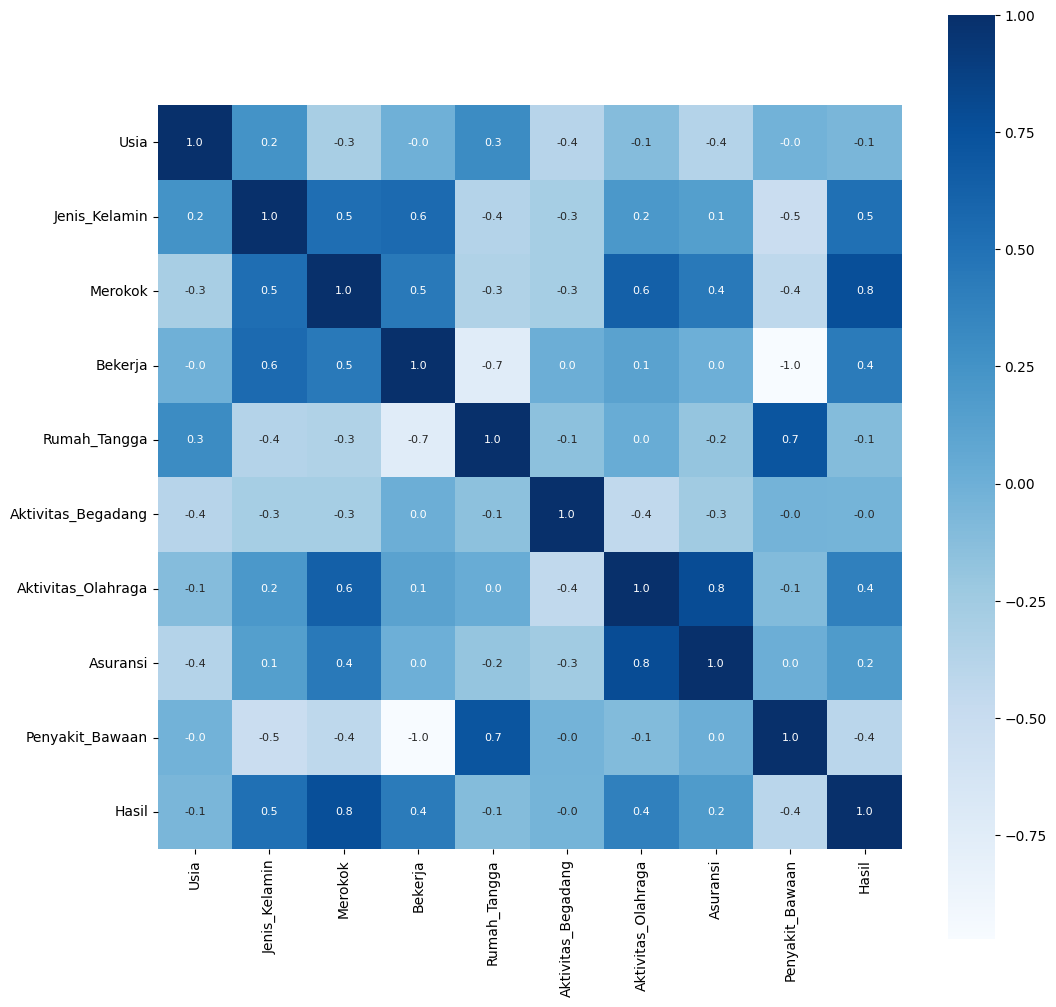 Usia 1.0 0.2 -0.3 -0.0 0.3 -0.4 -0.1 -0.4 -0.0 -0.1
Jenis_Kelamin 0.2 1.0 0.5 0.6 -0.4 -0.3 0.2 0.1 -0.5 0.5
Merokok -0.3 0.5 1.0 0.5 -0.3 -0.3 0.6 0.4 -0.4 0.8
Bekerja -0.0 0.6 0.5 1.0 -0.7 0.0 0.1 0.0 -1.0 0.4
Rumah_Tangga 0.3 -0.4 -0.3 -0.7 1.0 -0.1 0.0 -0.2 0.7 -0.1
Aktivitas_Begadang -0.4 -0.3 -0.3 0.0 -0.1 1.0 -0.4 -0.3 -0.0 -0.0
Aktivitas_Olahraga -0.1 0.2 0.6 0.1 0.0 -0.4 1.0 0.8 -0.1 0.4
Asuransi -0.4 0.1 0.4 0.0 -0.2 -0.3 0.8 1.0 0.0 0.2
Penyakit_Bawaan -0.0 -0.5 -0.4 -1.0 0.7 -0.0 -0.1 0.0 1.0 -0.4
Hasil -0.1 0.5 0.8 0.4 -0.1 -0.0 0.4 0.2 -0.4 1.0
Usia
Jenis_Kelamin
Merokok
Bekerja
Rumah_Tangga
Aktivitas_Begadang
Aktivitas_Olahraga
Asuransi
Penyakit_Bawaan
Hasil
1.00
0.75
0.50
0.25
0.00
−0.25
−0.50
−0.75